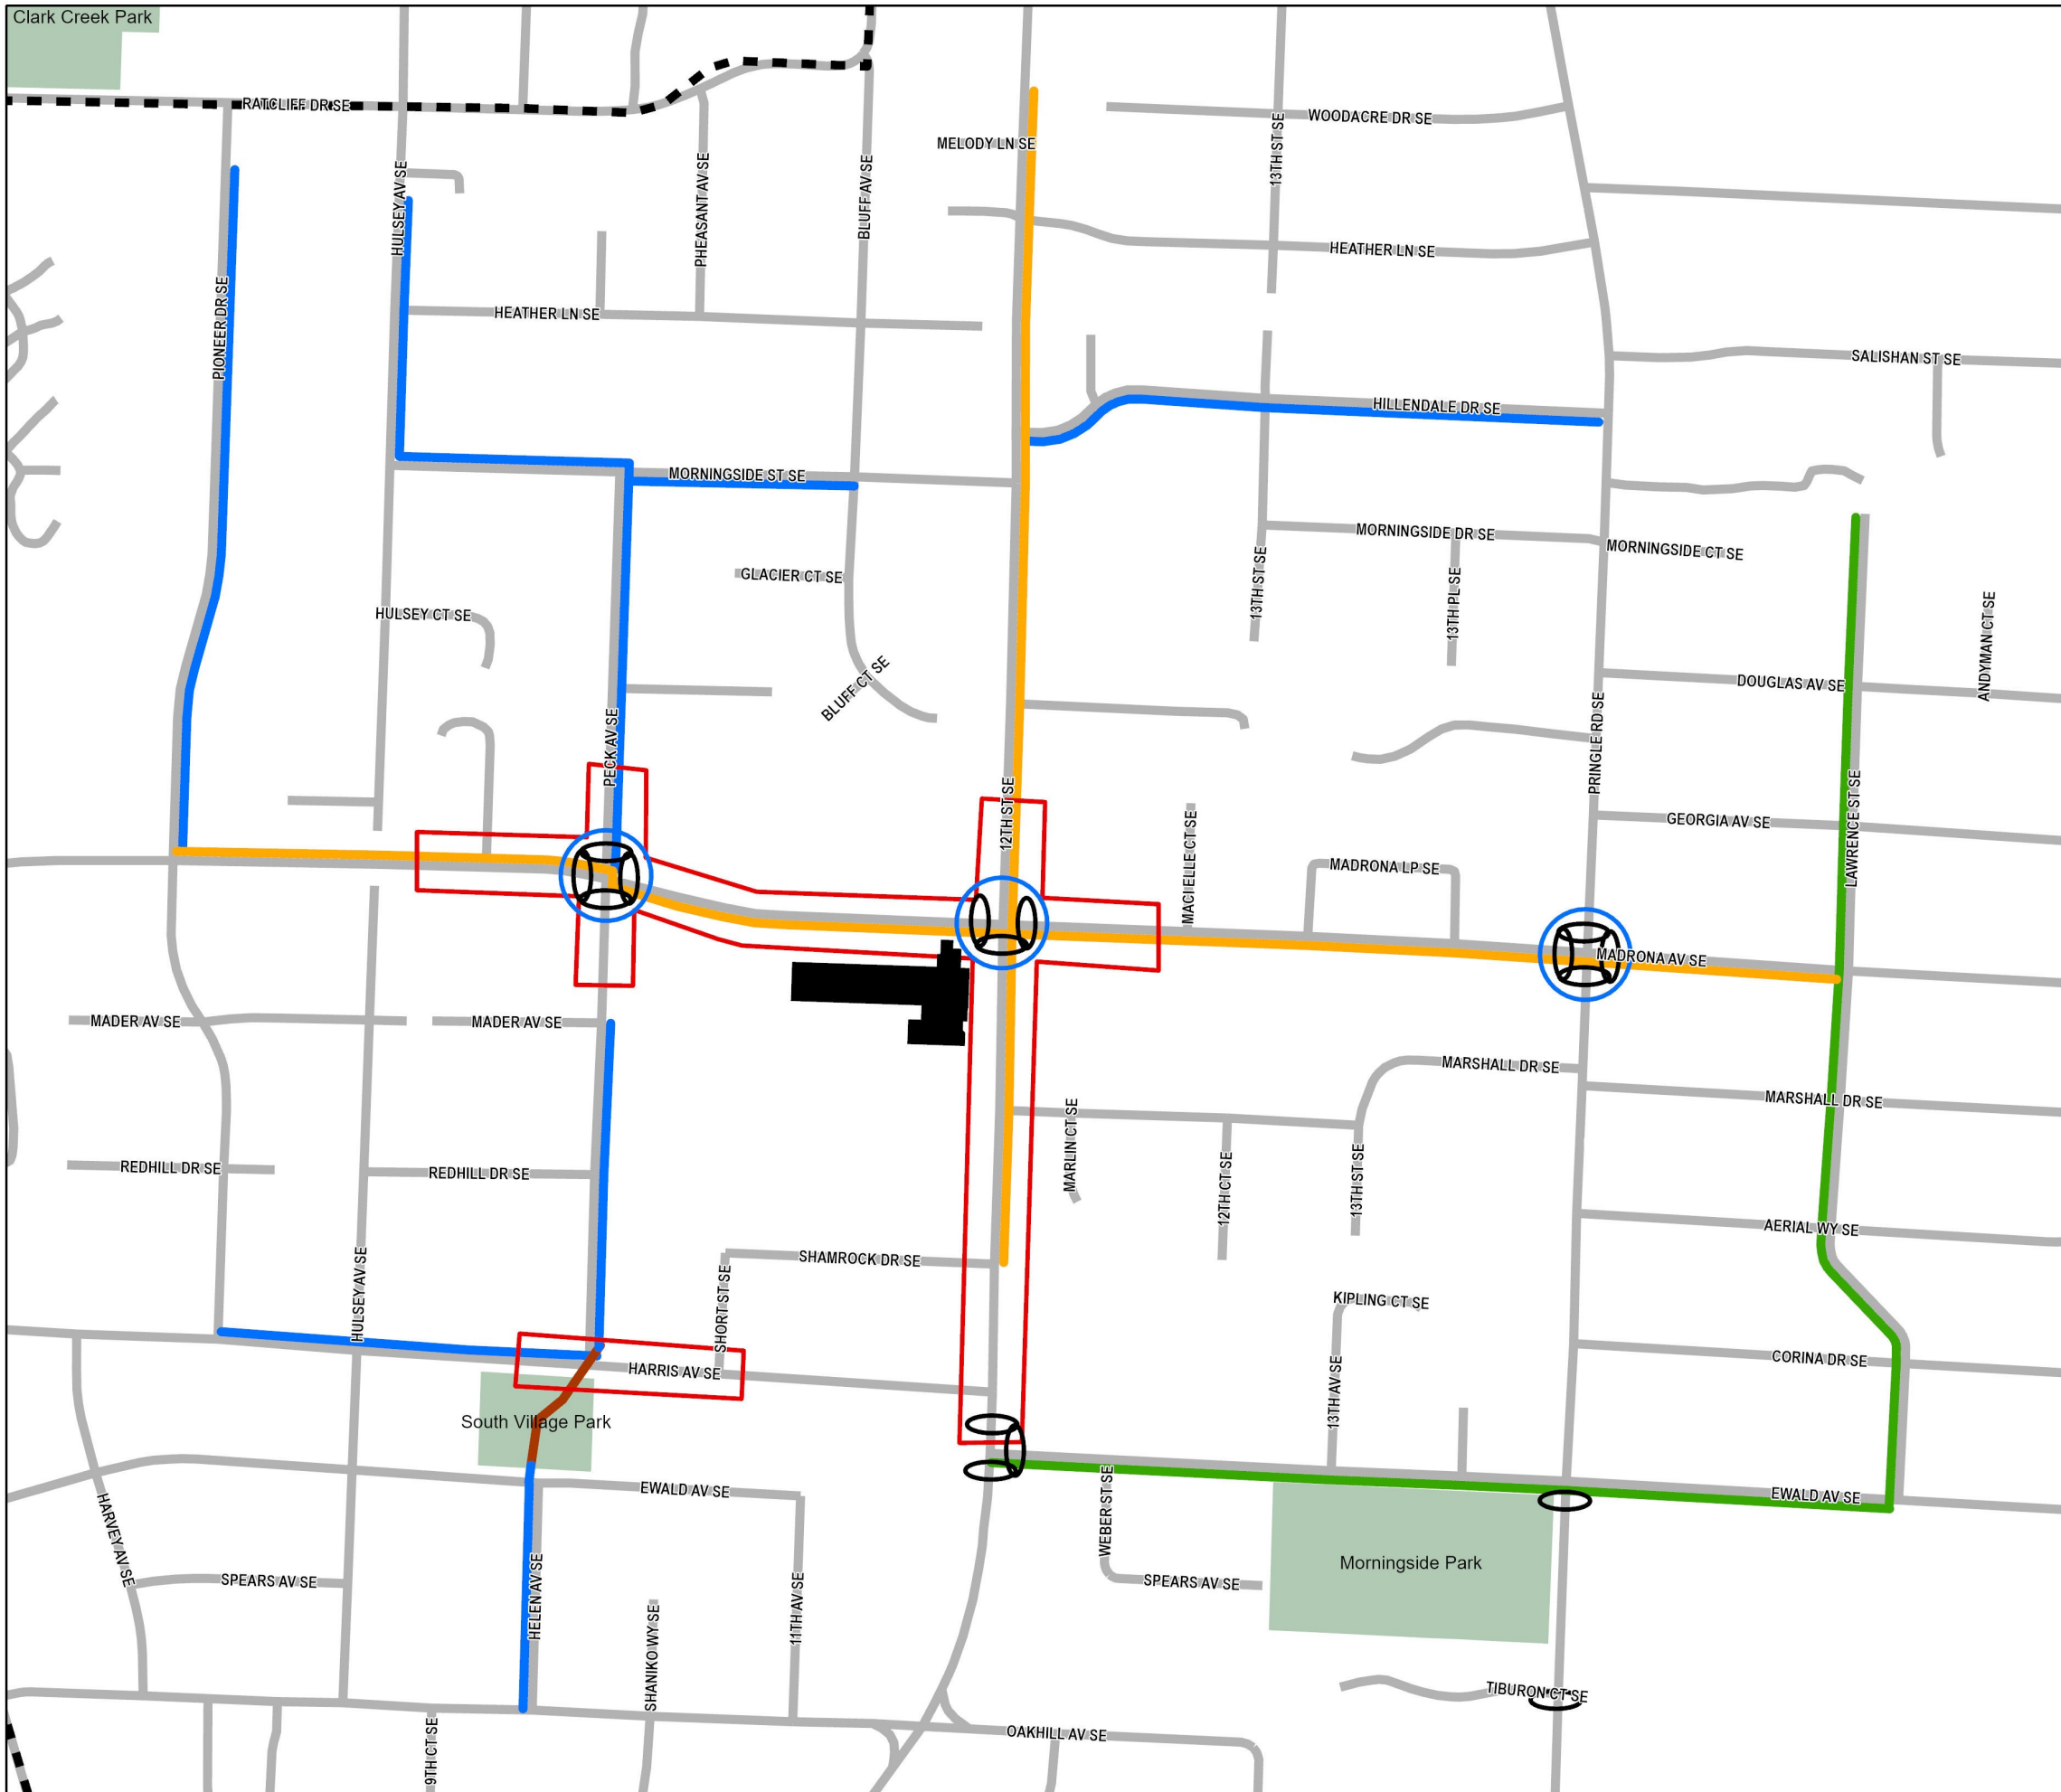 Clark Creek Park
RATCLIFF DR SE
WOODACRE DR SE
MELODY LN SE
13TH ST SE
HULSEY AV SE
PHEASANT AV SE
BLUFF AV SE
HEATHER LN SE
PIONEER DR SE
HEATHER LN SE
SALISHAN ST SE
HILLENDALE DR SE
MORNINGSIDE ST SE
MORNINGSIDE DR SE
MORNINGSIDE CT SE
GLACIER CT SE
13TH ST SE
13TH PL SE
HULSEY CT SE
ANDYMAN CT SE
BLUFF CT SE
DOUGLAS AV SE
PECK AV SE
PRINGLE RD SE
12TH ST SE
GEORGIA AV SE
LAWRENCE ST SE
MACIELLE CT SE
MADRONA LP SE
MADRONA AV SE
MADER AV SE
MADER AV SE
MARSHALL DR SE
MARSHALL DR SE
MARLIN CT SE
REDHILL DR SE
REDHILL DR SE
12TH CT SE
13TH ST SE
AERIAL WY SE
SHAMROCK DR SE
HULSEY AV SE
SHORT ST SE
KIPLING CT SE
CORINA DR SE
HARRIS AV SE
13TH AV SE
South Village Park
EWALD AV SE
EWALD AV SE
HARVEY AV SE
WEBER ST SE
Morningside Park
SPEARS AV SE
SPEARS AV SE
HELEN AV SE
SHANIKO WY SE
11TH AV SE
TIBURON CT SE
OAKHILL AV SE
9TH CT SE